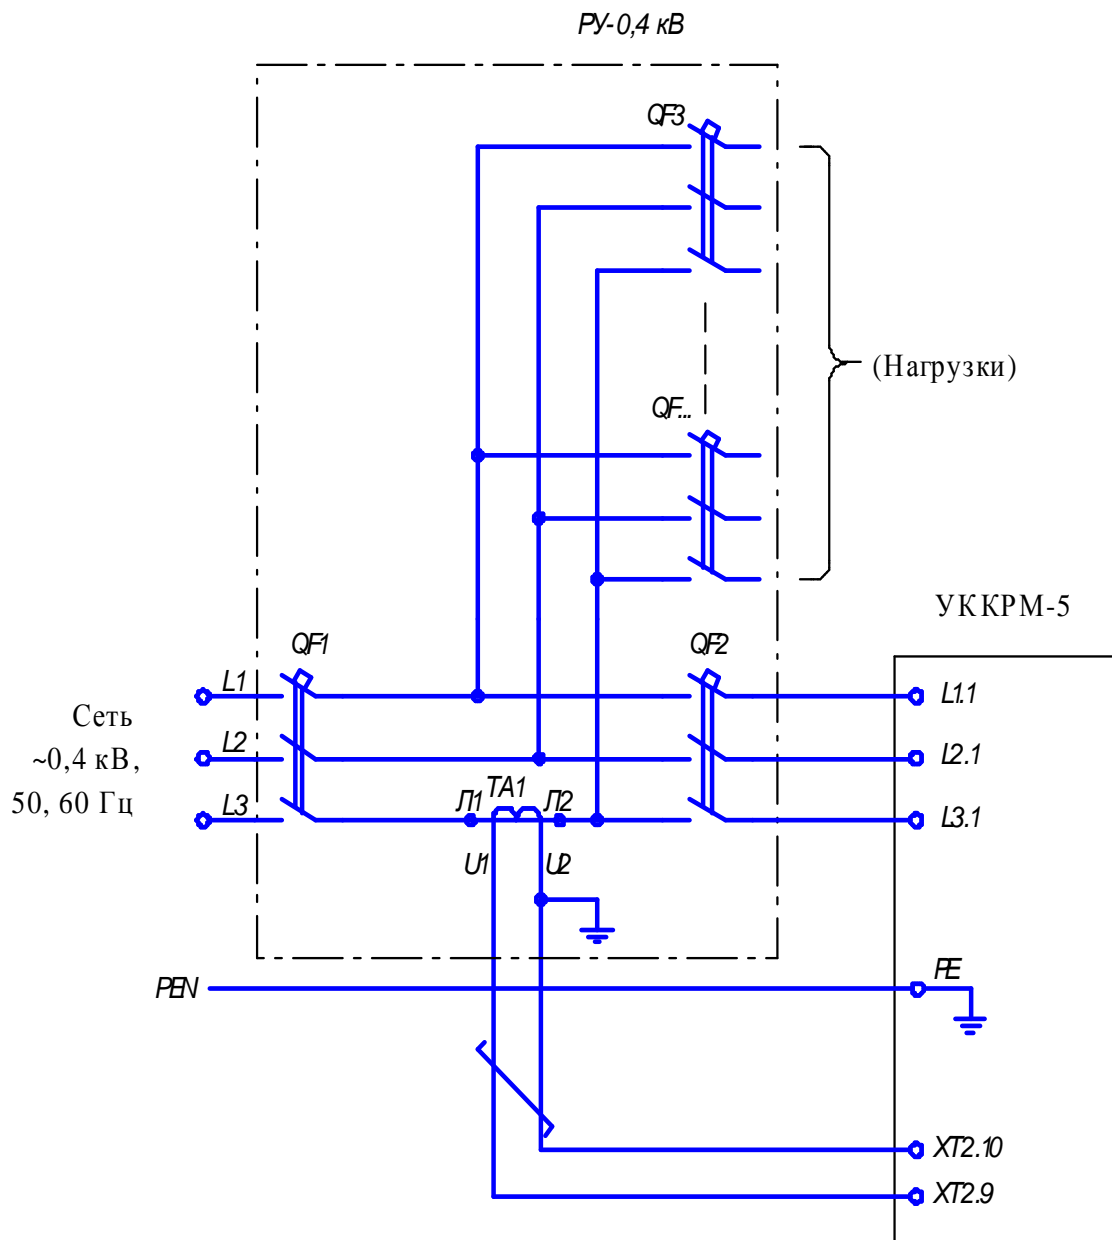 РУ-0,4 кВ
QF3
(Нагрузки)
QF...
УККРМ-5
QF1
QF2
L1
L1.1
Сеть
~0,4 кВ,
50, 60 Гц
L2
L2.1
L3
Л1
TA1
Л2
L3.1
U1
U2
PEN
PE
XT2.10
XT2.9